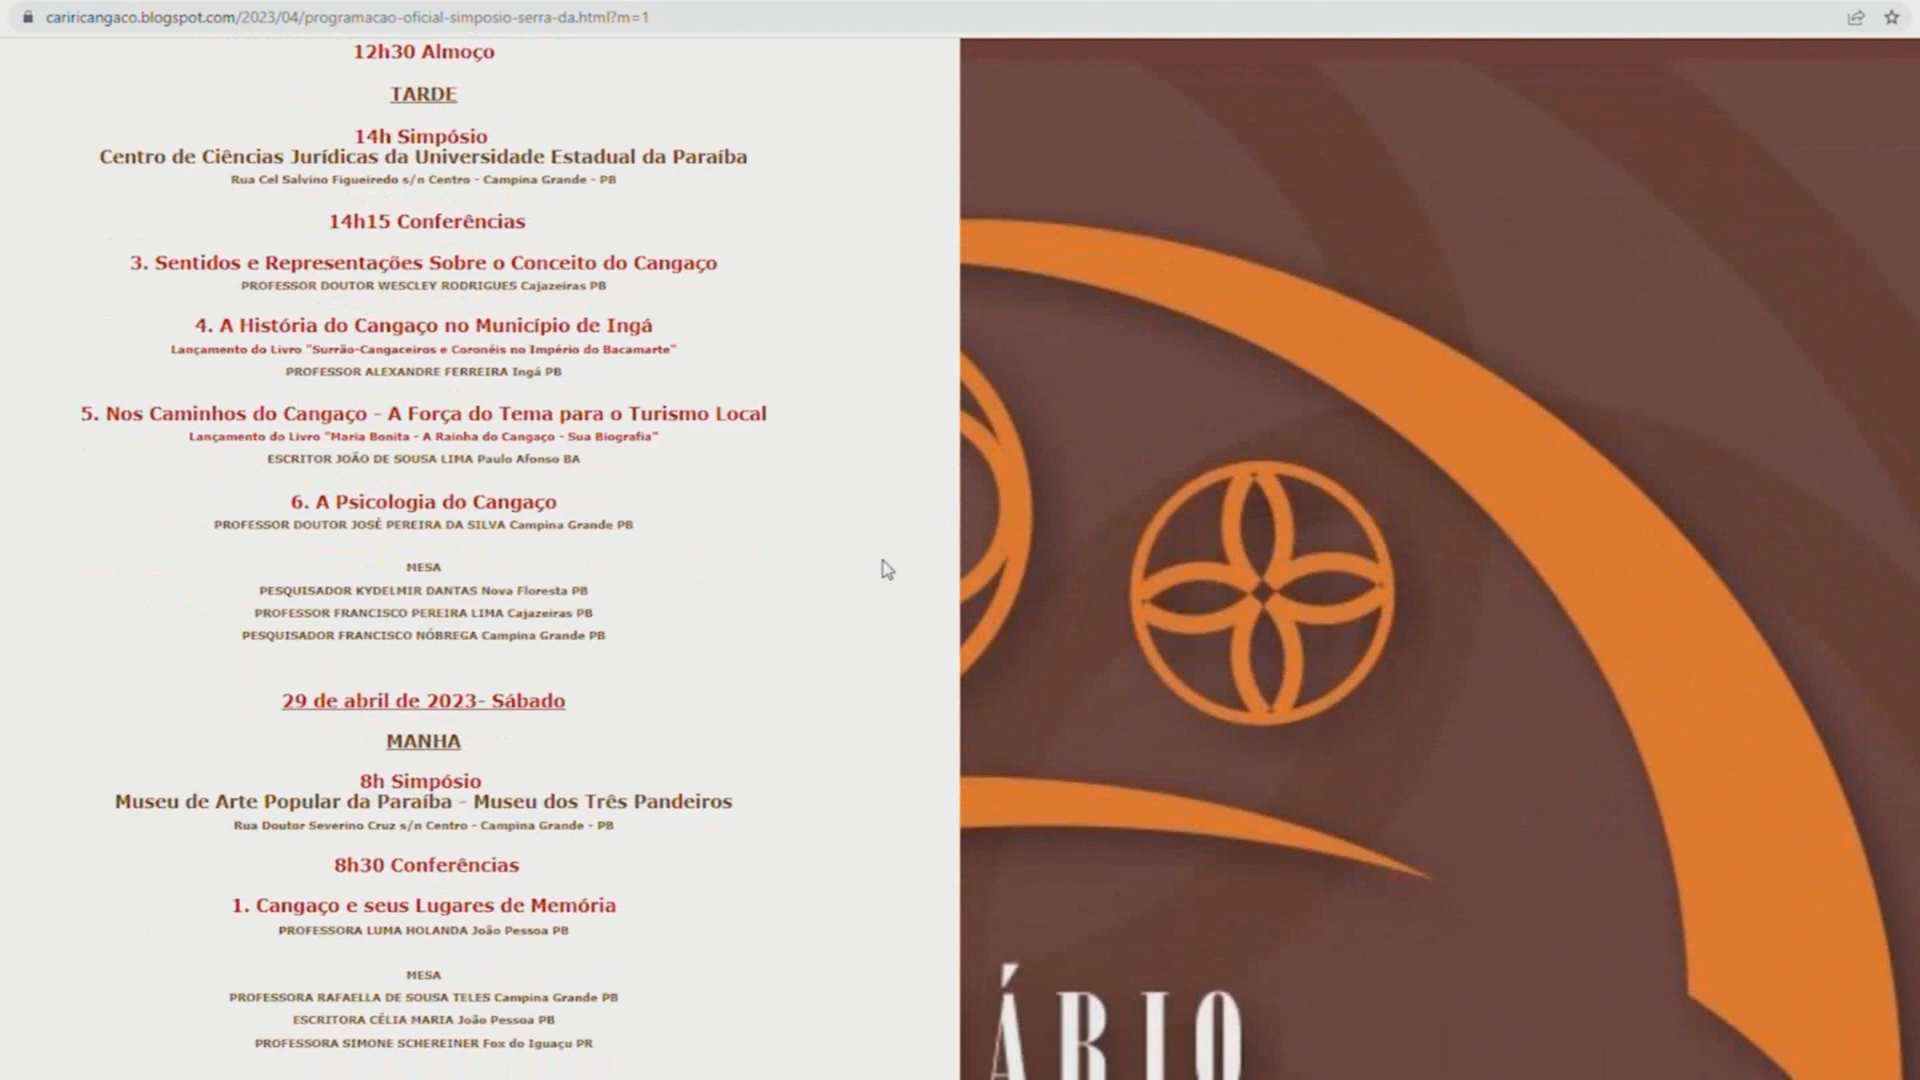 cariricangaco.blogspot.com/2023/04/programacao-oficial-simposio-serra-da.html?m=1
12h30 Almoço
TARDE
14h Simpósio
Centro de Ciências Jurídicas da Universidade Estadual da Paraíba
Rua Cel Salvino Figueiredo s/n Centro - Campina Grande - PB
14h15 Conferências
3. Sentidos e Representações Sobre o Conceito do Cangaço
PROFESSOR DOUTOR WESCLEY RODRIGUES Cajazeiras PB
4. A História do Cangaço no Município de Ingá
Lançamento do Livro "Surrão-Cangaceiros e Coronéis no Império do Bacamarte"
PROFESSOR ALEXANDRE FERREIRA Ingá PB
5. Nos Caminhos do Cangaço - A Força do Tema para o Turismo Local
Lançamento do Livro "Maria Bonita - A Rainha do Cangaço - Sua Biografia"
ESCRITOR JOÃO DE SOUSA LIMA Paulo Afonso BA
6. A Psicologia do Cangaço
PROFESSOR DOUTOR JOSÉ PEREIRA DA SILVA Campina Grande PB
MESA
PESQUISADOR KYDELMIR DANTAS Nova Floresta PB
PROFESSOR FRANCISCO PEREIRA LIMA Cajazeiras PB
PESQUISADOR FRANCISCO NÓBREGA Campina Grande PB
29 de abril de 2023- Sábado
MANHA
8h Simpósio
Museu de Arte Popular da Paraíba - Museu dos Três Pandeiros
Rua Doutor Severino Cruz s/n Centro - Campina Grande - PB
8h30 Conferências
1. Cangaço e seus Lugares de Memória
PROFESSORA LUMA HOLANDA João Pessoa PB
MESA
PROFESSORA RAFAELLA DE SOUSA TELES Campina Grande PB
ESCRITORA CÉLIA MARIA João Pessoa PB
PROFESSORA SIMONE SCHEREINER Fox do Iguaçu PR
ÁRIO